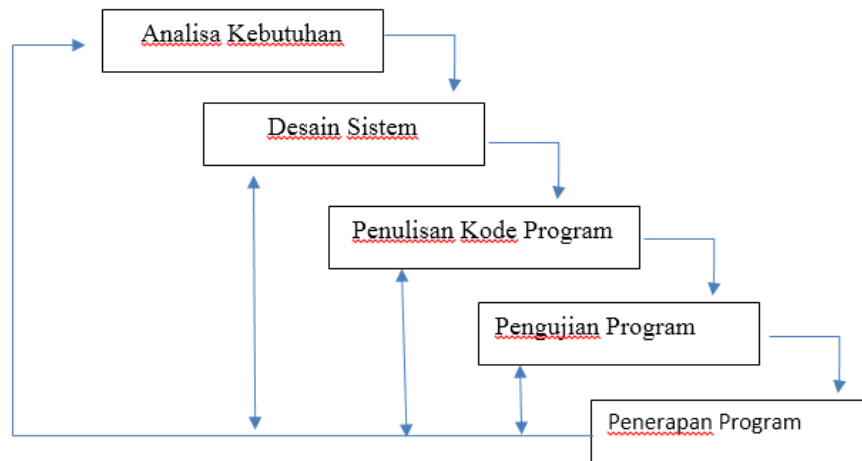 Analisa Kebutuhan
Desain Sistem
Penulisan Kode Program
Pengujian Program
Penerapan Program